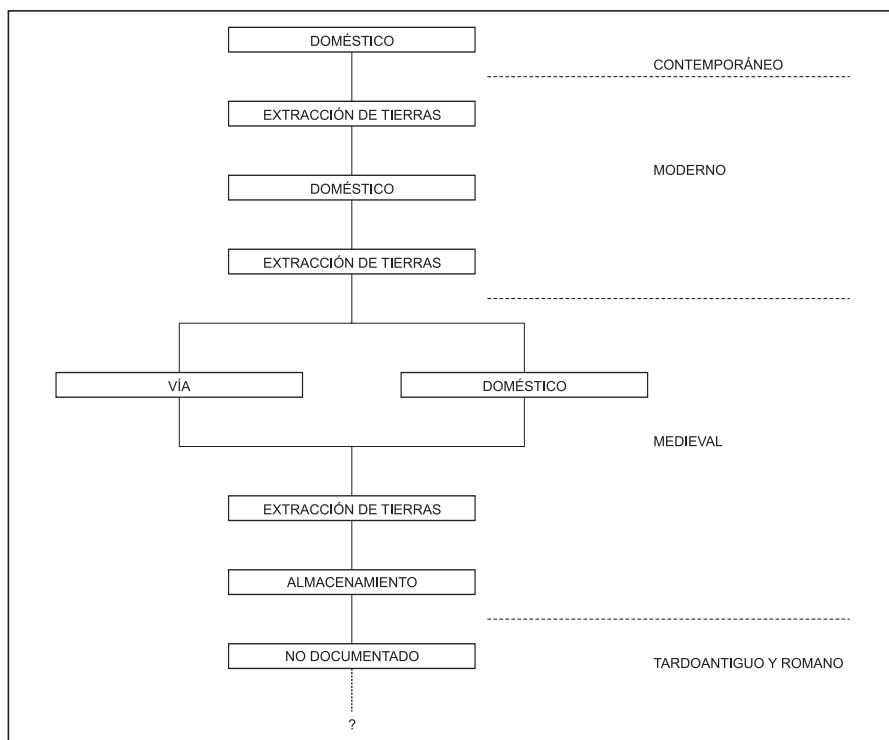 DOMÉSTICO
CONTEMPORÁNEO
EXTRACCIÓN DE TIERRAS
MODERNO
DOMÉSTICO
EXTRACCIÓN DE TIERRAS
VÍA
DOMÉSTICO
MEDIEVAL
EXTRACCIÓN DE TIERRAS
ALMACENAMIENTO
NO DOCUMENTADO
TARDOANTIGUO Y ROMANO
?